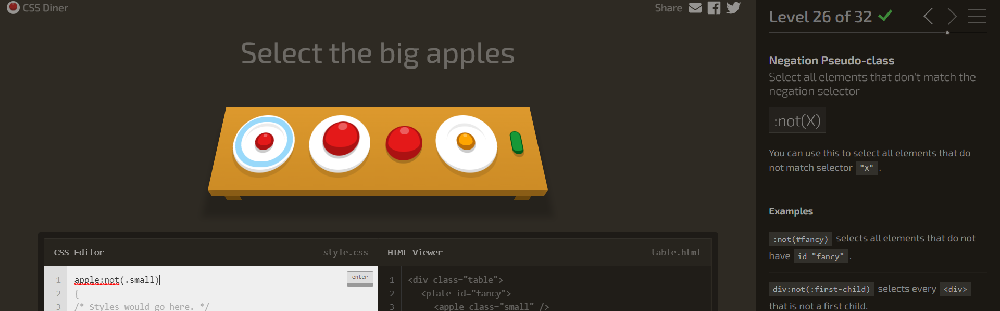 CSS Diner
Share
Select the big apples
CSS Editor style.css
1 apple:not(.small)
enter
2 {
3 /* Styles would go here. */
HTML Viewer table.html
1 <div class="table">
2 <plate id="fancy">
3 <apple class="small" />
Level 26 of 32
Negation Pseudo-class
Select all elements that don't match the
negation selector
:not(X)
You can use this to select all elements that do
not match selector "X" .
Examples
:not(#fancy) selects all elements that do not
have id="fancy" .
div:not(:first-child) selects every <div>
that is not a first child.